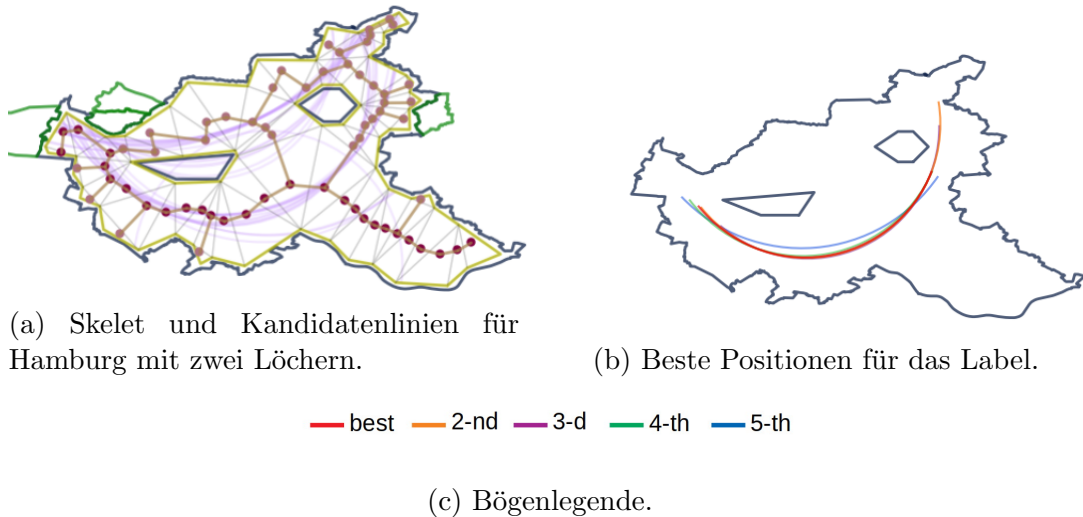 (a) Skelet und Kandidatenlinien für
Hamburg mit zwei Löchern.
(b) Beste Positionen für das Label.
best 2-nd 3-d 4-th 5-th
(c) Bögenlegende.